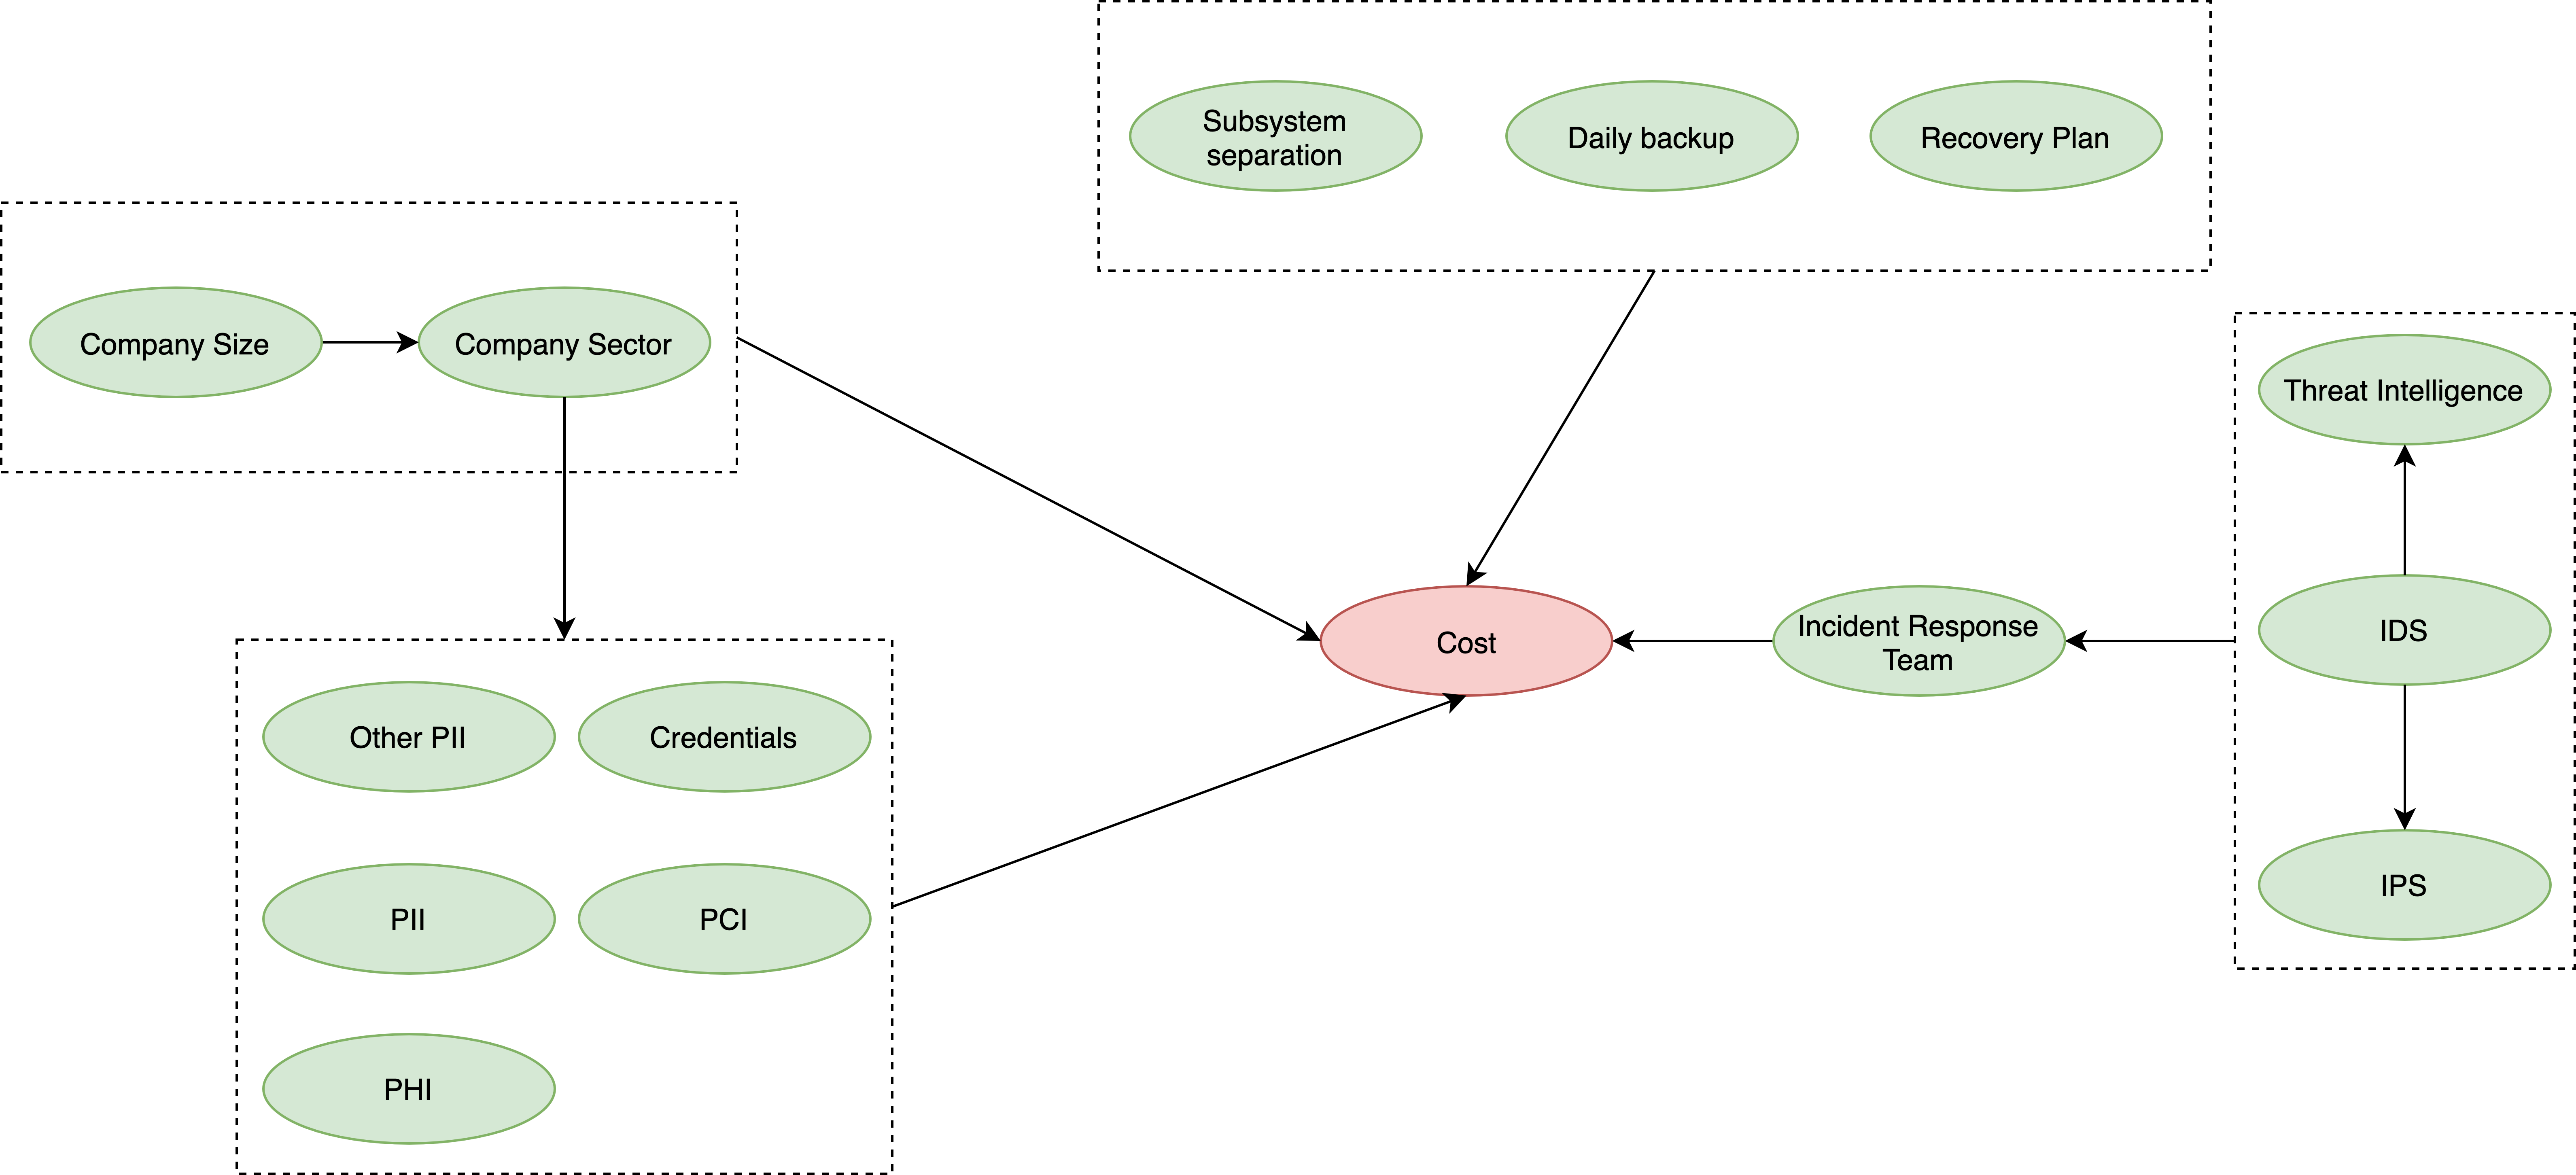 Subsystem
separation
Daily backup
Recovery Plan
Company Size
Company Sector
Threat Intelligence
Cost
Incident Response
Team
IDS
Other PII
Credentials
PII
PCI
IPS
PHI